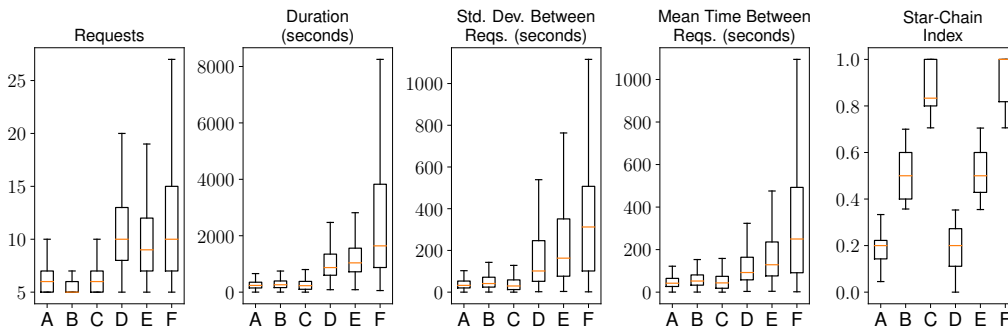 Requests
25
20
15
10
5
A B C D E F
Duration
(seconds)
8000
6000
4000
2000
0
A B C D E F
Std. Dev. Between
Reqs. (seconds)
1000
800
600
400
200
0
A B C D E F
Mean Time Between
Reqs. (seconds)
1000
800
600
400
200
0
A B C D E F
Star-Chain
Index
1.0
0.8
0.6
0.4
0.2
0.0
A B C D E F